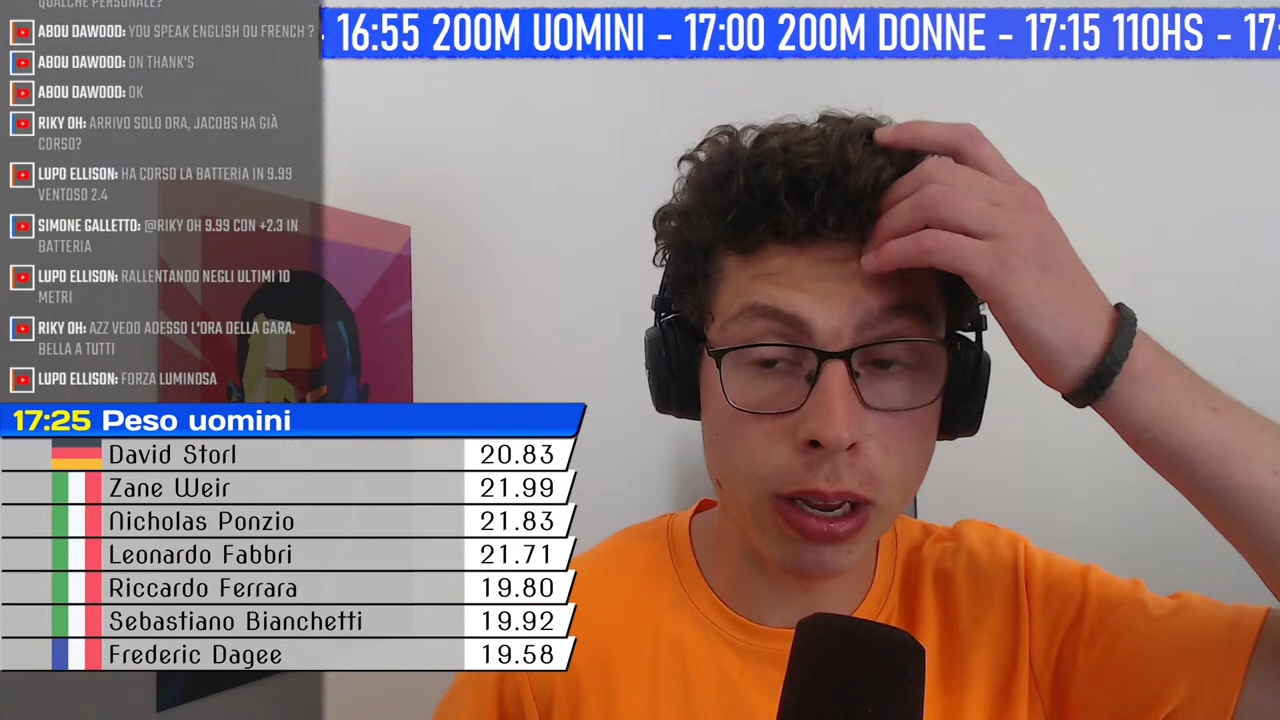 QUALCHE PERSONALE?
ABOU DAWOOD: YOU SPEAK ENGLISH OU FRENCH ?
ABOU DAWOOD: ON THANK'S
ABOU DAWOOD: OK
RIKY OH: ARRIVO SOLO ORA, JACOBS HA GIÀ
CORSO?
LUPO ELLISON: HA CORSO LA BATTERIA IN 9.99
VENTOSO 2.4
SIMONE GALLETTO: @RIKY OH 9.99 CON +2.3 IN
BATTERIA
LUPO ELLISON: RALLENTANDO NEGLI ULTIMI 10
METRI
RIKY OH: AZZ VEDO ADESSO L'ORA DELLA GARA.
BELLA A TUTTI
LUPO ELLISON: FORZA LUMINOSA
- 16:55 200M UOMINI - 17:00 200M DONNE - 17:15 110HS - 17:
17:25 Peso uomini
David Storl 20.83
Zane Weir 21.99
Nicholas Ponzio 21.83
Leonardo Fabbri 21.71
Riccardo Ferrara 19.80
Sebastiano Bianchetti 19.92
Frederic Dagee 19.58